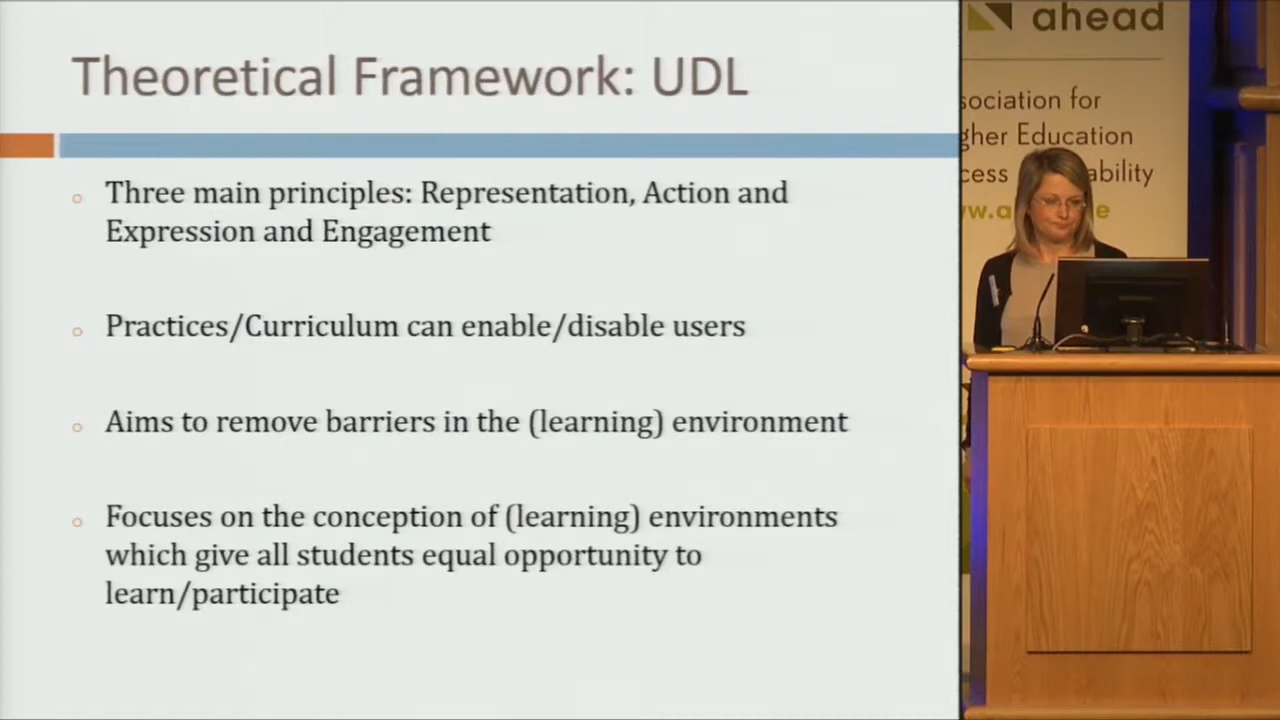 Theoretical Framework: UDL
Three main principles: Representation, Action and
Expression and Engagement
Practices/Curriculum can enable/disable users
Aims to remove barriers in the (learning) environment
Focuses on the conception of (learning) environments
which give all students equal opportunity to
learn/participate
ahead
sociation for
gher Education
cess ability